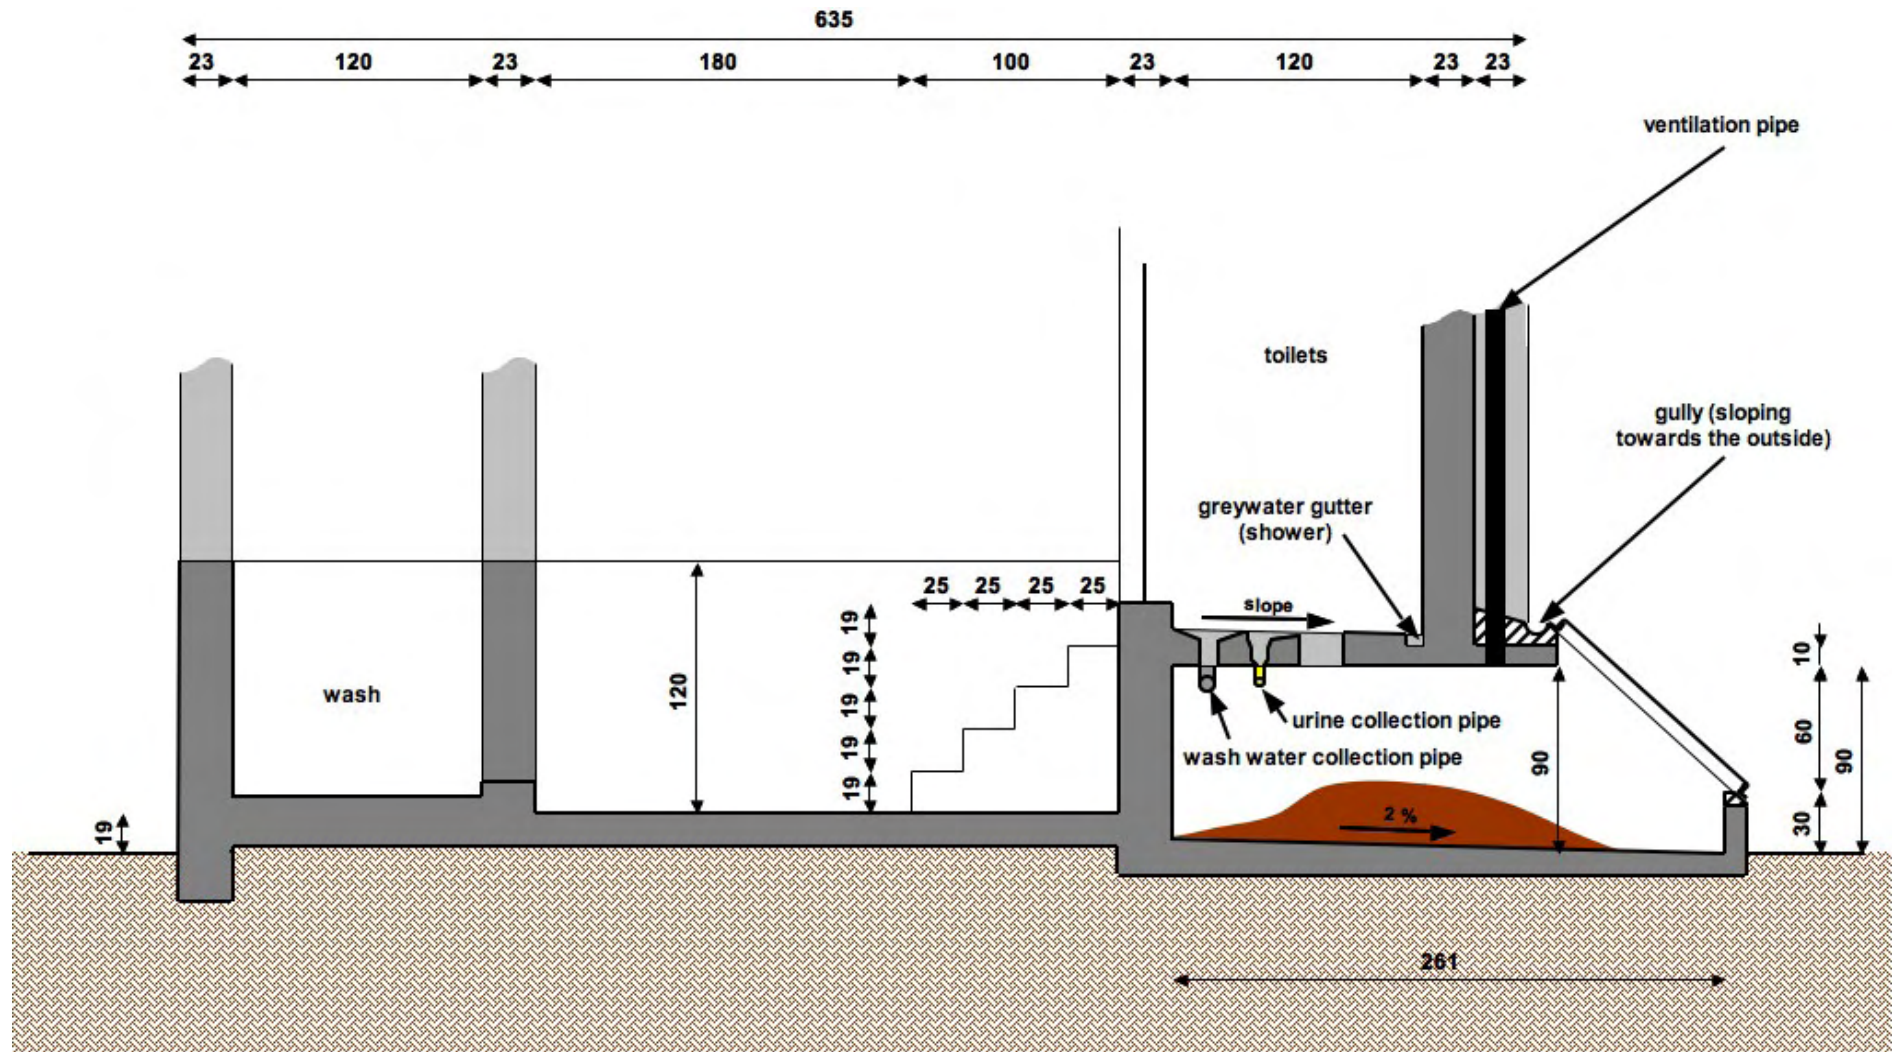 635
23 120 23 180 100 23 120 23 23
ventilation pipe
toilets
gully (sloping
towards the outside)
greywater gutter
(shower)
25 25 25 25
slope
19
19
19
19
19
120
wash
urine collection pipe
wash water collection pipe
90
10
60
90
30
2 %
19
261